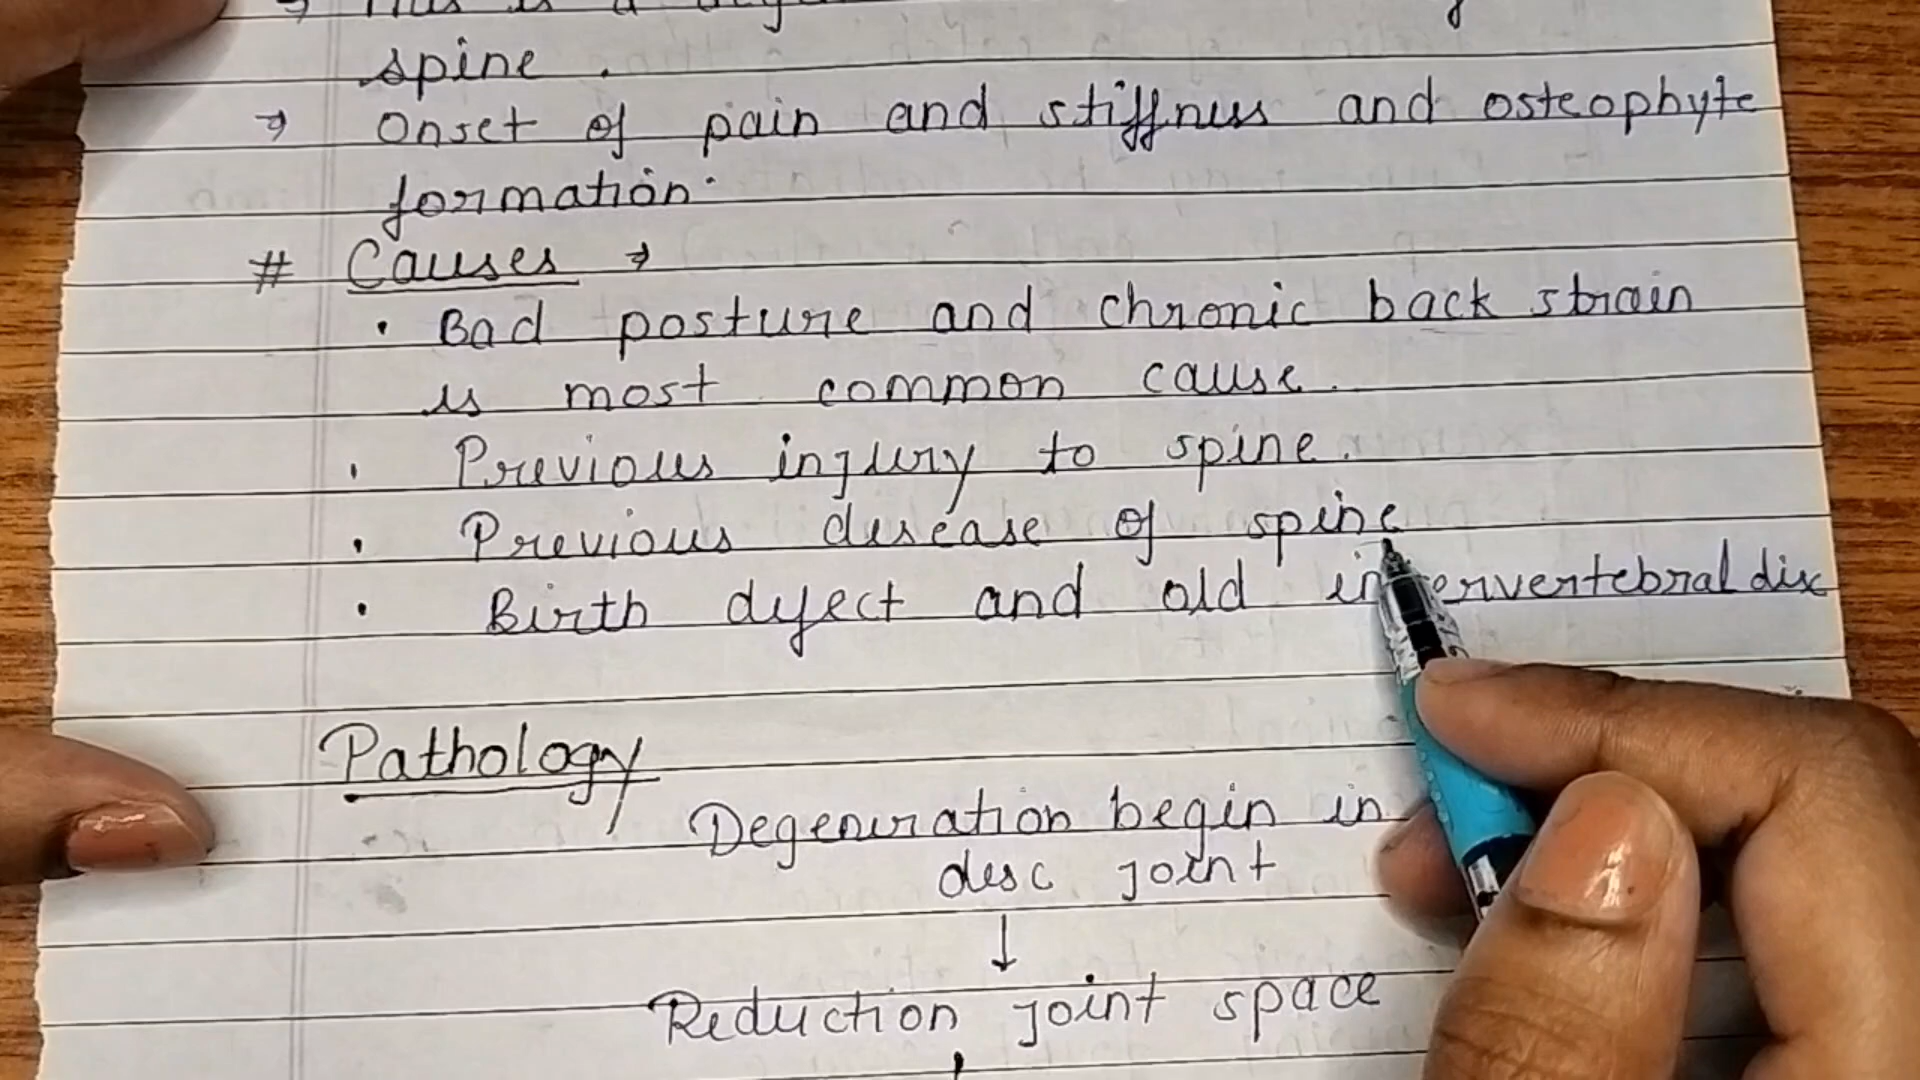 is a
spine.
→ Onset of pain and stiffness and osteophyte
formation.
# Causes →
• Bad posture and chronic back strain
is most common cause.
• Previous injury to spine.
• Previous disease of spine
• Birth defect and old intervertebral disc
Pathology
Degeneration begin in
desc joint
↓
Reduction joint space